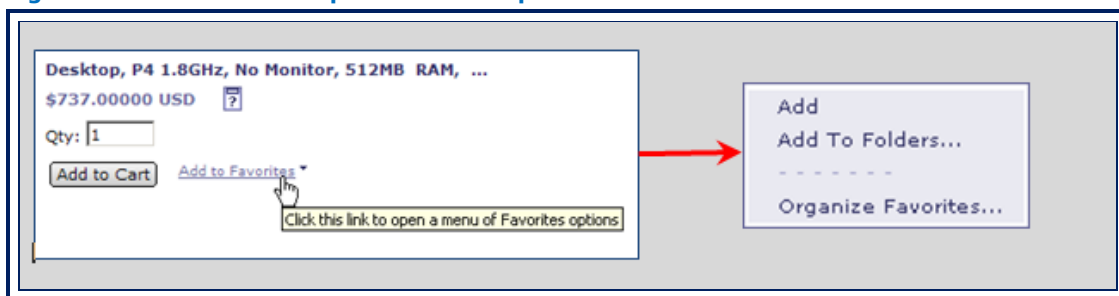 Desktop, P4 1.8GHz, No Monitor, 512MB RAM, ...
$737.00000 USD ?
Qty: 1
Add to Cart Add to Favorites
Click this link to open a menu of Favorites options
Add
Add To Folders...
- - - - - - -
Organize Favorites...